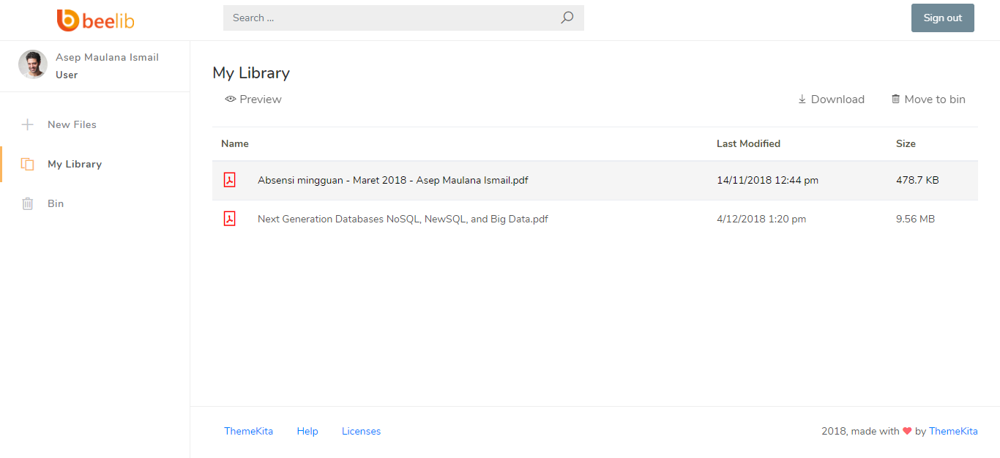 beelib
Search ...
Sign out
Asep Maulana Ismail
User
New Files
My Library
Bin
My Library
Preview
Download
Move to bin
Name Last Modified Size
Absensi mingguan - Maret 2018 - Asep Maulana Ismail.pdf 14/11/2018 12:44 pm 478.7 KB
Next Generation Databases NoSQL, NewSQL, and Big Data.pdf 4/12/2018 1:20 pm 9.56 MB
ThemeKita Help Licenses
2018, made with ❤ by ThemeKita